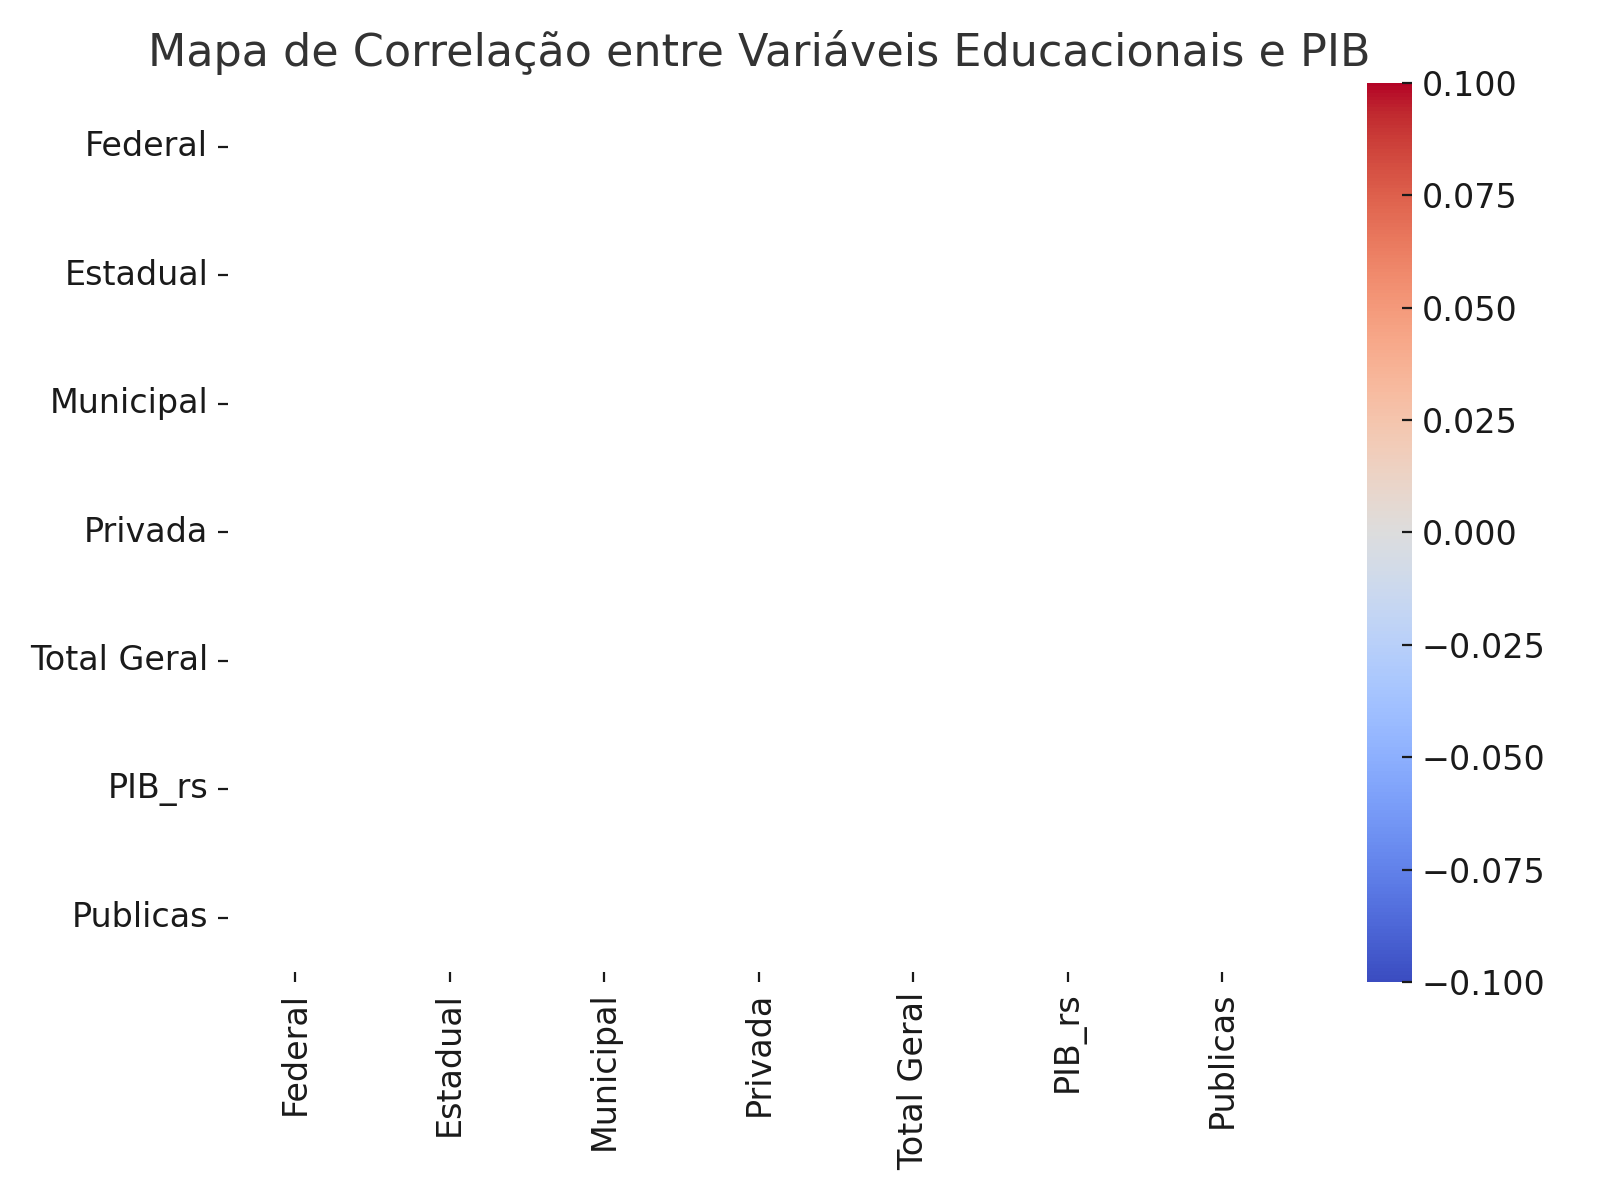 Mapa de Correlação entre Variáveis Educacionais e PIB
Federal
Estadual
Municipal
Privada
Total Geral
PIB_rs
Publicas
Federal
Estadual
Municipal
Privada
Total Geral
PIB_rs
Publicas
0.100
0.075
0.050
0.025
0.000
−0.025
−0.050
−0.075
−0.100